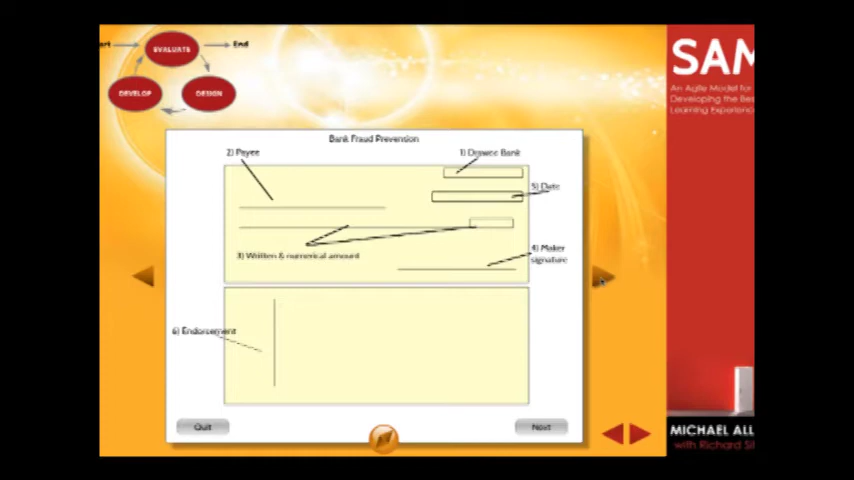 End
EVALUATE
DEVELOP
DESIGN
SAM
An Agile Model for
Developing the Bes
Learning Experienc
Bank Fraud Prevention
2) Payee
1) Drawee Bank
5) Date
3) Written & numerical amount
4) Maker
signature
6) Endorsement
Quit
Next
MICHAEL ALL
with Richard Si